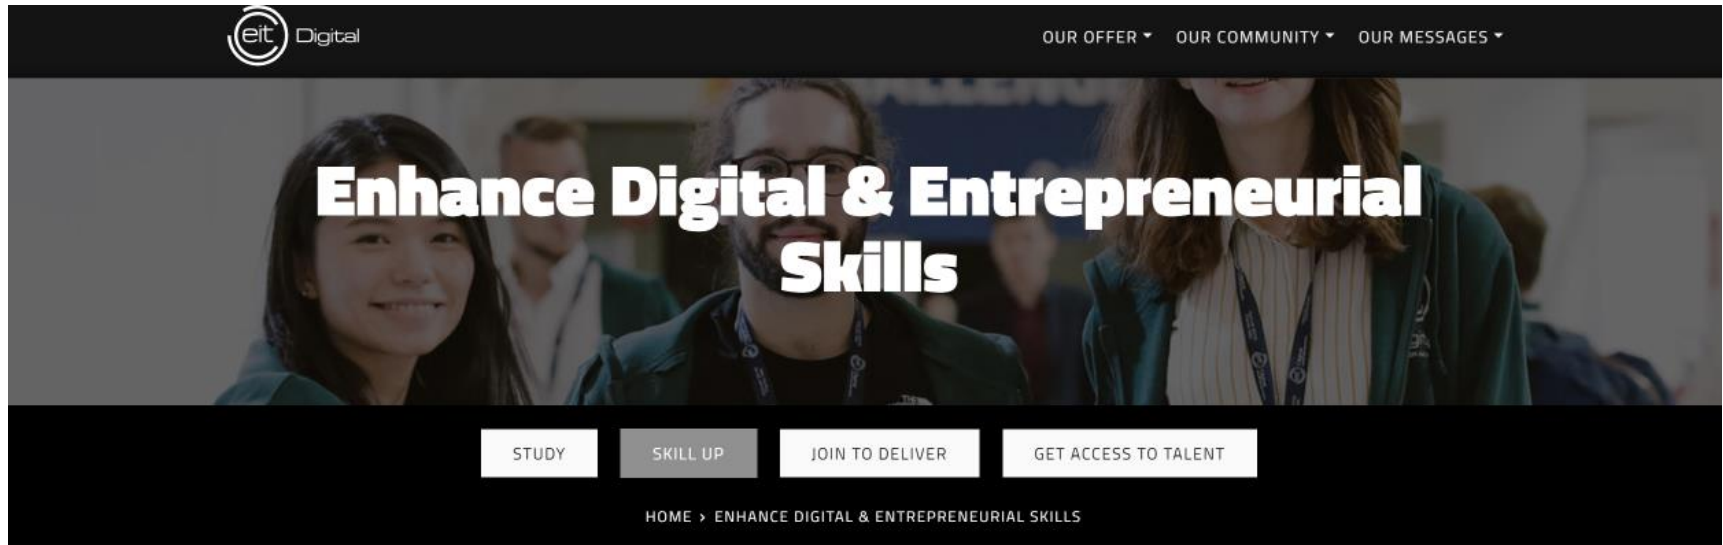 eit Digital
OUR OFFER
OUR COMMUNITY
OUR MESSAGES
Enhance Digital & Entrepreneurial
Skills
STUDY
SKILL UP
JOIN TO DELIVER
GET ACCESS TO TALENT
HOME > ENHANCE DIGITAL & ENTREPRENEURIAL SKILLS